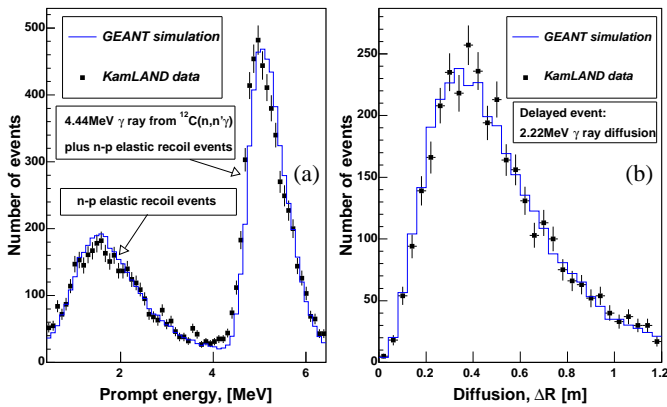 GEANT simulation
KamLAND data
4.44MeV γ ray from ¹²C(n,n'γ)
plus n-p elastic recoil events
n-p elastic recoil events
(a)
Number of events
0
100
200
300
400
500
2
4
6
Prompt energy, [MeV]
GEANT simulation
KamLAND data
Delayed event:
2.22MeV γ ray diffusion
(b)
Number of events
0
50
100
150
200
250
0
0.2
0.4
0.6
0.8
1
1.2
Diffusion, ΔR [m]